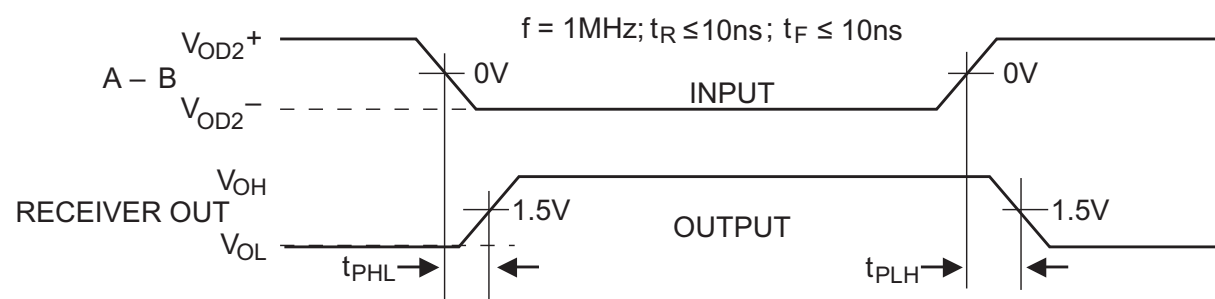 f = 1MHz; tR ≤ 10ns; tF ≤ 10ns
VOD2+
A – B
0V
0V
INPUT
VOD2–
VOH
RECEIVER OUT
1.5V
1.5V
OUTPUT
VOL
tPHL
tPLH